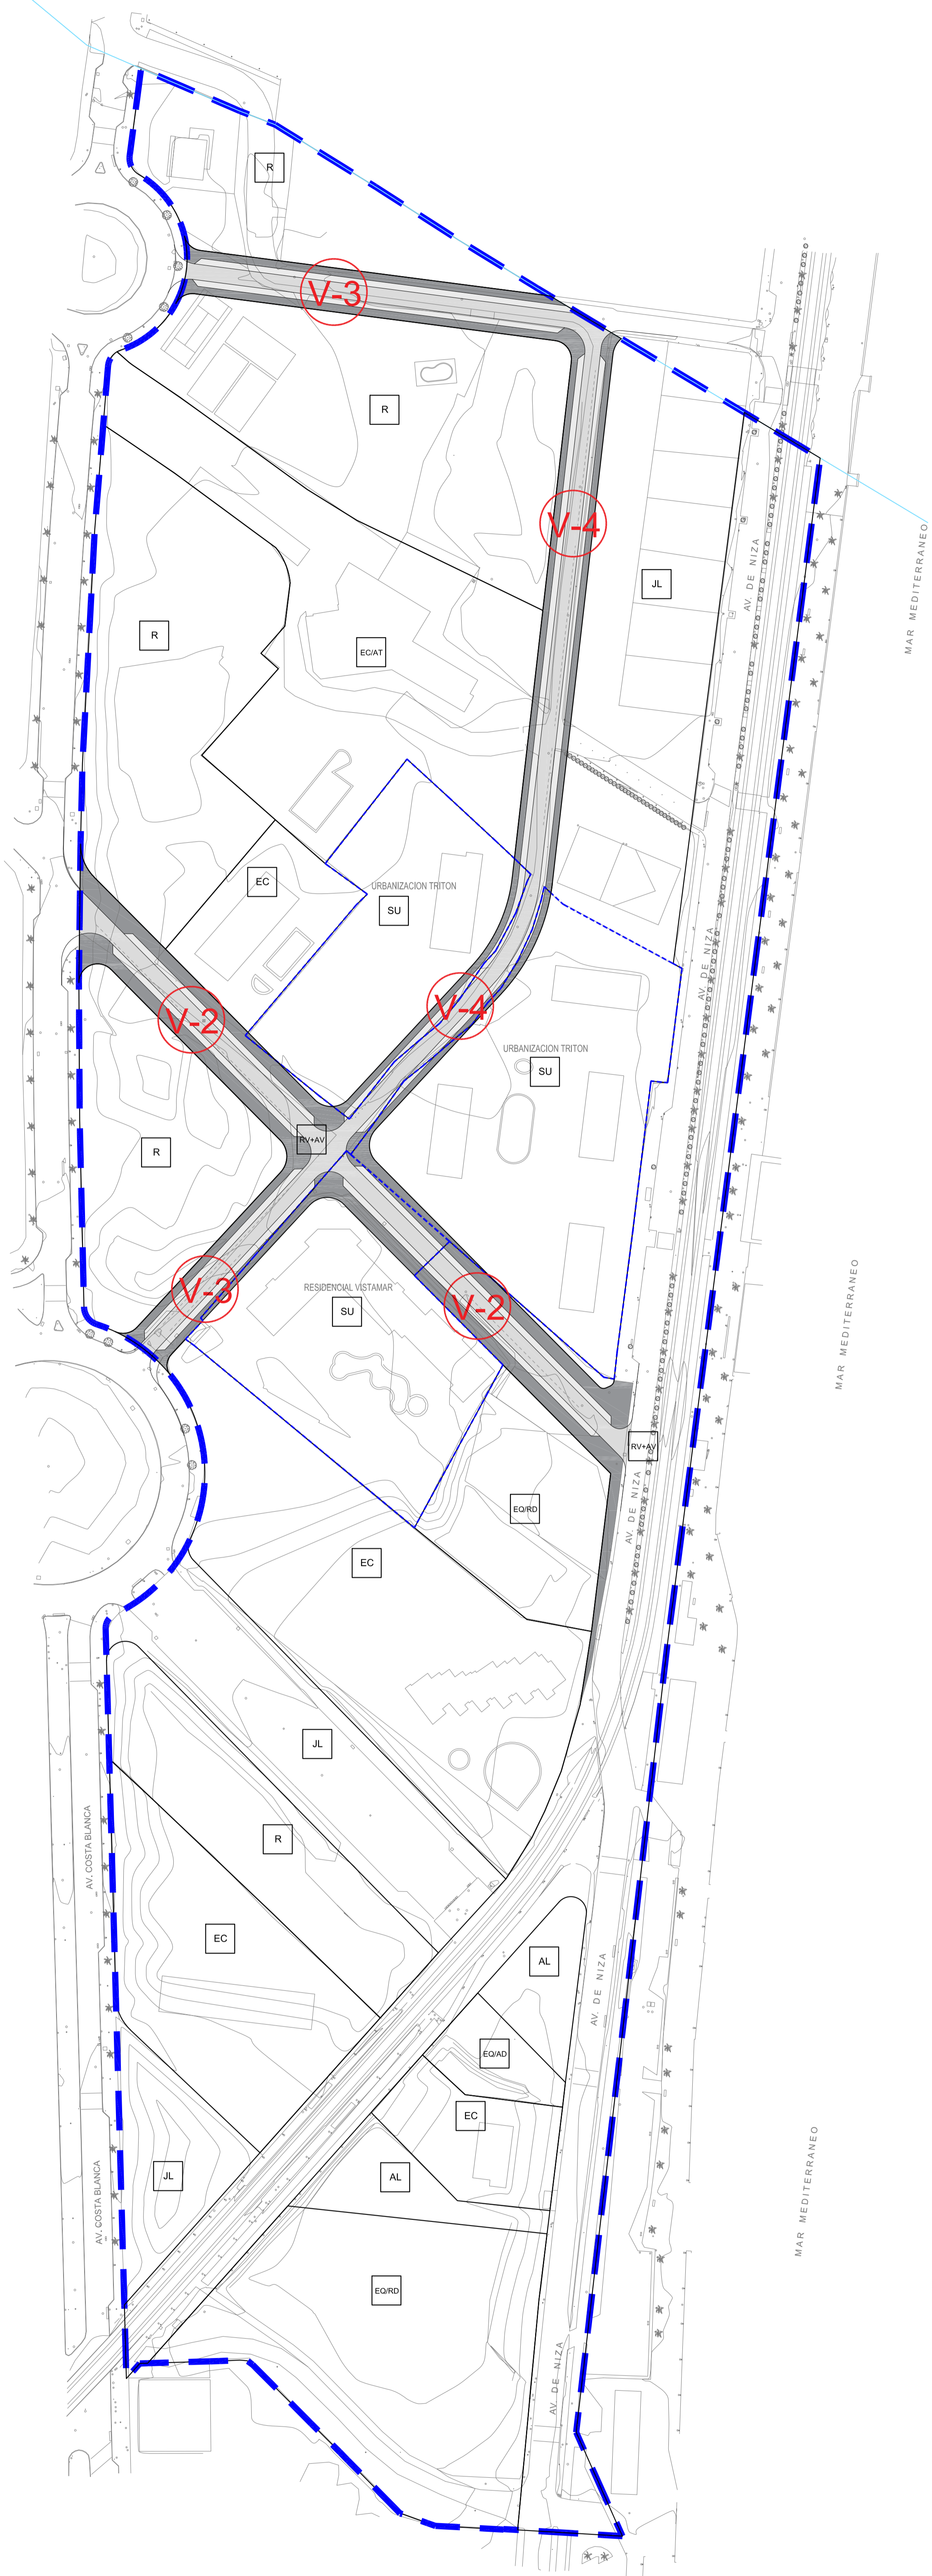 R
V-3
R
V-4
JL
AV. DE NIZA
MAR MEDITERRANEO
R
EC/AT
EC
URBANIZACION TRITON
SU
AV. DE NIZA
V-2
V-4
URBANIZACION TRITON
SU
RV+AV
R
V-3
RESIDENCIAL VISTAMAR
SU
V-2
MAR MEDITERRANEO
RV+AV
AV. DE NIZA
EQ/RD
EC
JL
R
AV. COSTA BLANCA
EC
AL
AV. DE NIZA
EQ/AD
EC
JL
AL
AV. COSTA BLANCA
MAR MEDITERRANEO
EQ/RD
AV. DE NIZA